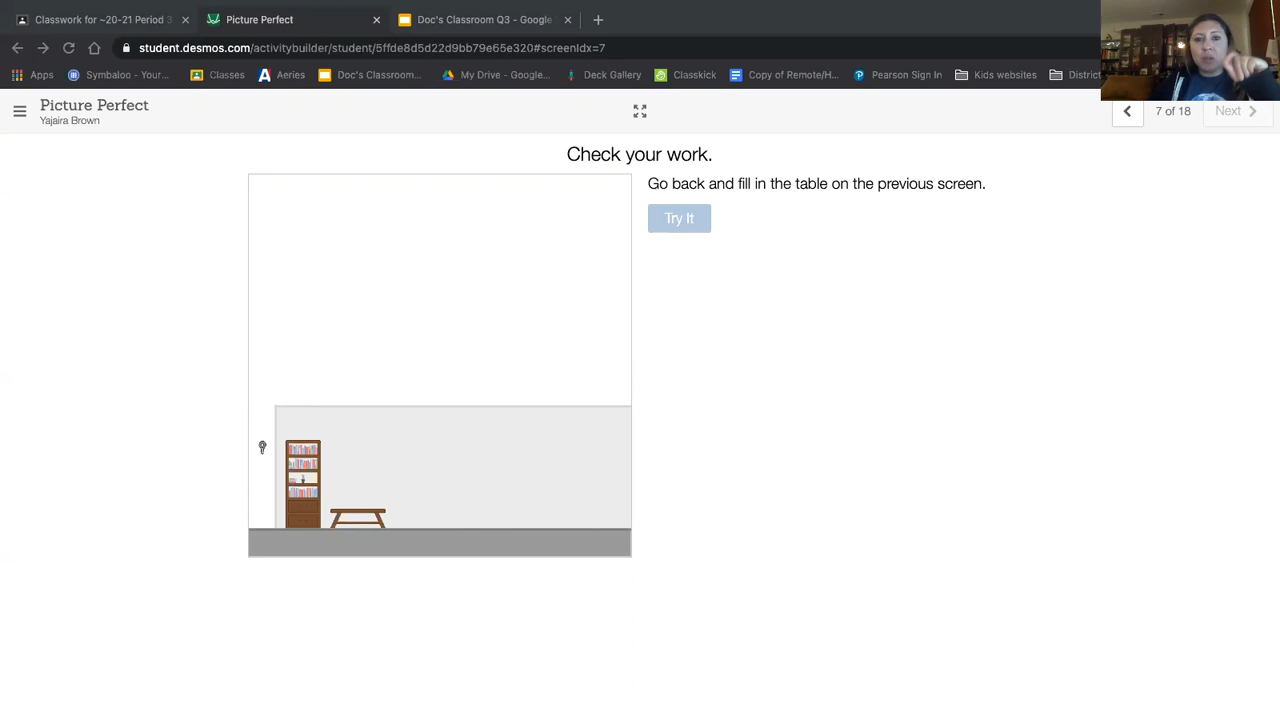 Classwork for ~20-21 Period 3
Picture Perfect
Doc's Classroom Q3 - Google
student.desmos.com/activitybuilder/student/5ffde8d5d22d9bb79e65e320#screenIdx=7
Apps
Symbaloo - Your...
Classes
Aeries
Doc's Classroom...
My Drive - Google...
Deck Gallery
Classkick
Copy of Remote/H...
Pearson Sign In
Kids websites
District
Picture Perfect
Yajaira Brown
7 of 18
Next
Check your work.
Go back and fill in the table on the previous screen.
Try It